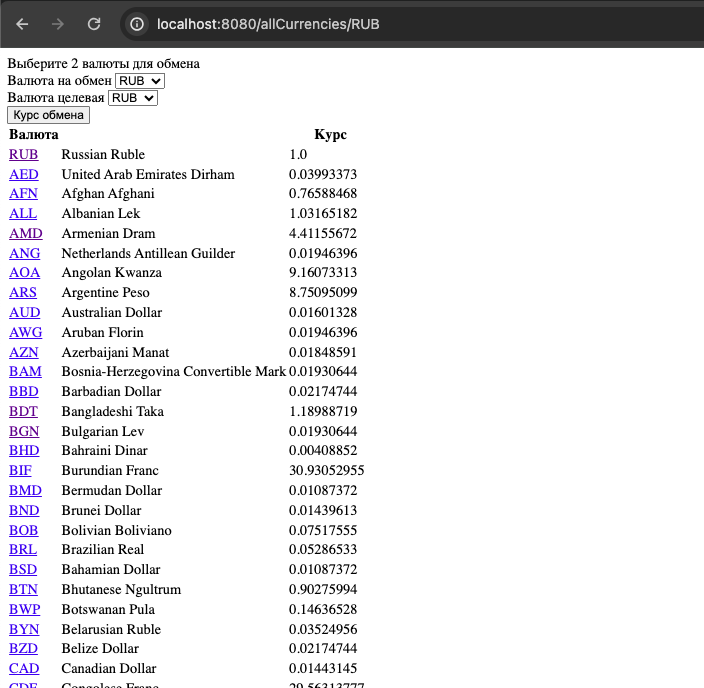 localhost:8080/allCurrencies/RUB
Выберите 2 валюты для обмена
Валюта на обмен RUB
Валюта целевая RUB
Курс обмена
Валюта Курс
RUB Russian Ruble 1.0
AED United Arab Emirates Dirham 0.03993373
AFN Afghan Afghani 0.76588468
ALL Albanian Lek 1.03165182
AMD Armenian Dram 4.41155672
ANG Netherlands Antillean Guilder 0.01946396
AOA Angolan Kwanza 9.16073313
ARS Argentine Peso 8.75095099
AUD Australian Dollar 0.01601328
AWG Aruban Florin 0.01946396
AZN Azerbaijani Manat 0.01848591
BAM Bosnia-Herzegovina Convertible Mark 0.01930644
BBD Barbadian Dollar 0.02174744
BDT Bangladeshi Taka 1.18988719
BGN Bulgarian Lev 0.01930644
BHD Bahraini Dinar 0.00408852
BIF Burundian Franc 30.93052955
BMD Bermudan Dollar 0.01087372
BND Brunei Dollar 0.01439613
BOB Bolivian Boliviano 0.07517555
BRL Brazilian Real 0.05286533
BSD Bahamian Dollar 0.01087372
BTN Bhutanese Ngultrum 0.90275994
BWP Botswanan Pula 0.14636528
BYN Belarusian Ruble 0.03524956
BZD Belize Dollar 0.02174744
CAD Canadian Dollar 0.01443145
CDF Congolese Franc 29.56313777